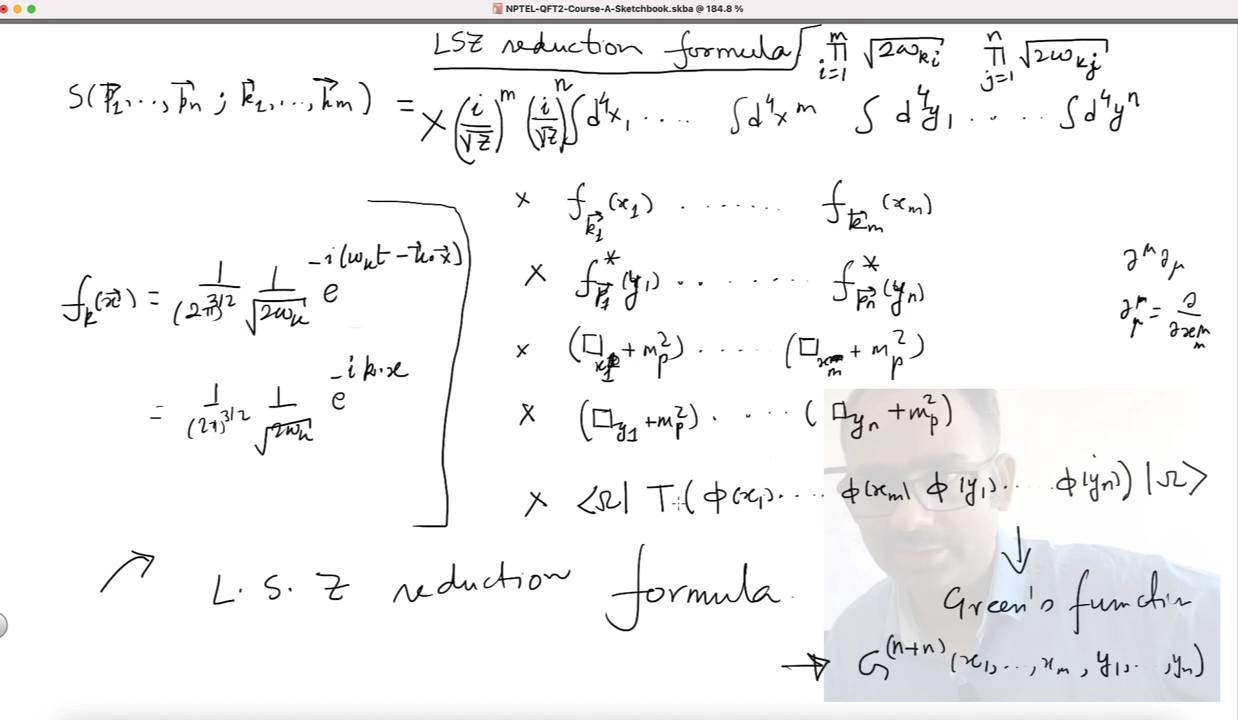 NPTEL-QFT2-Course-A-Sketchbook.skba @ 184.8 %
LSZ reduction formula
∏_{i=1}^{m} √(2ω_{k_i}) ∏_{j=1}^{n} √(2ω_{k_j})
S(p⃗_1, ..., p⃗_n ; k⃗_1, ..., k⃗_m) = × (i/√Z)^m (i/√Z)^n ∫d⁴x_1 .... ∫d⁴x^m ∫d⁴y_1 ..... ∫d⁴y^n
× f_{k⃗_1}(x_1) ........ f_{k⃗_m}(x_m)
f_k(x⃗) = 1/(2π)^{3/2} 1/√(2ω_k) e^{-i(ω_k t - k⃗·x⃗)}
× f*_{p⃗_1}(y_1) ....... f*_{p⃗_n}(y_n)
∂^μ ∂_μ
× (□_{x_1} + m_p²) ..... (□_{x_m} + m_p²)
= 1/(2π)^{3/2} 1/√(2ω_k) e^{-ik·x}
× (□_{y_1} + m_p²) ..... (□_{y_n} + m_p²)
× <Ω| T(φ(x_1) .... φ(x_m) φ(y_1) .... φ(y_n)) |Ω>
↓
L. S. Z reduction formula.
Green's function
→ G^{(n+n)}(x_1, ..., x_m, y_1, ..., y_n)